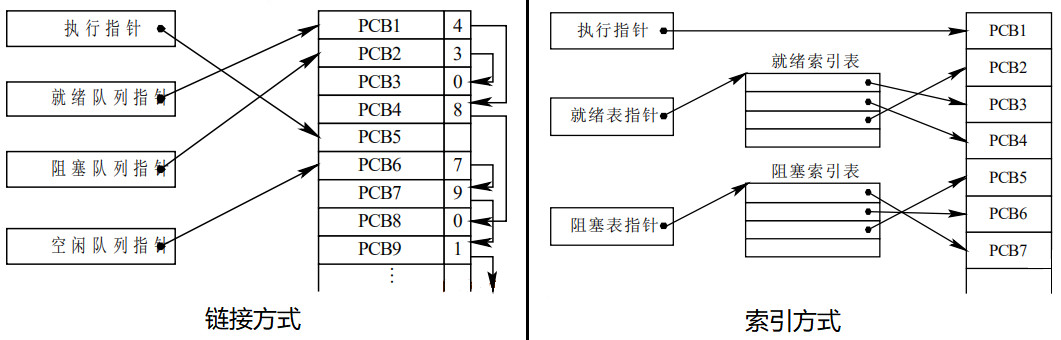 执行指针
就绪队列指针
阻塞队列指针
空闲队列指针
PCB1 4
PCB2 3
PCB3 0
PCB4 8
PCB5
PCB6 7
PCB7 9
PCB8 0
PCB9 1
⋮
链接方式
执行指针
就绪表指针
阻塞表指针
就绪索引表
阻塞索引表
PCB1
PCB2
PCB3
PCB4
PCB5
PCB6
PCB7
索引方式